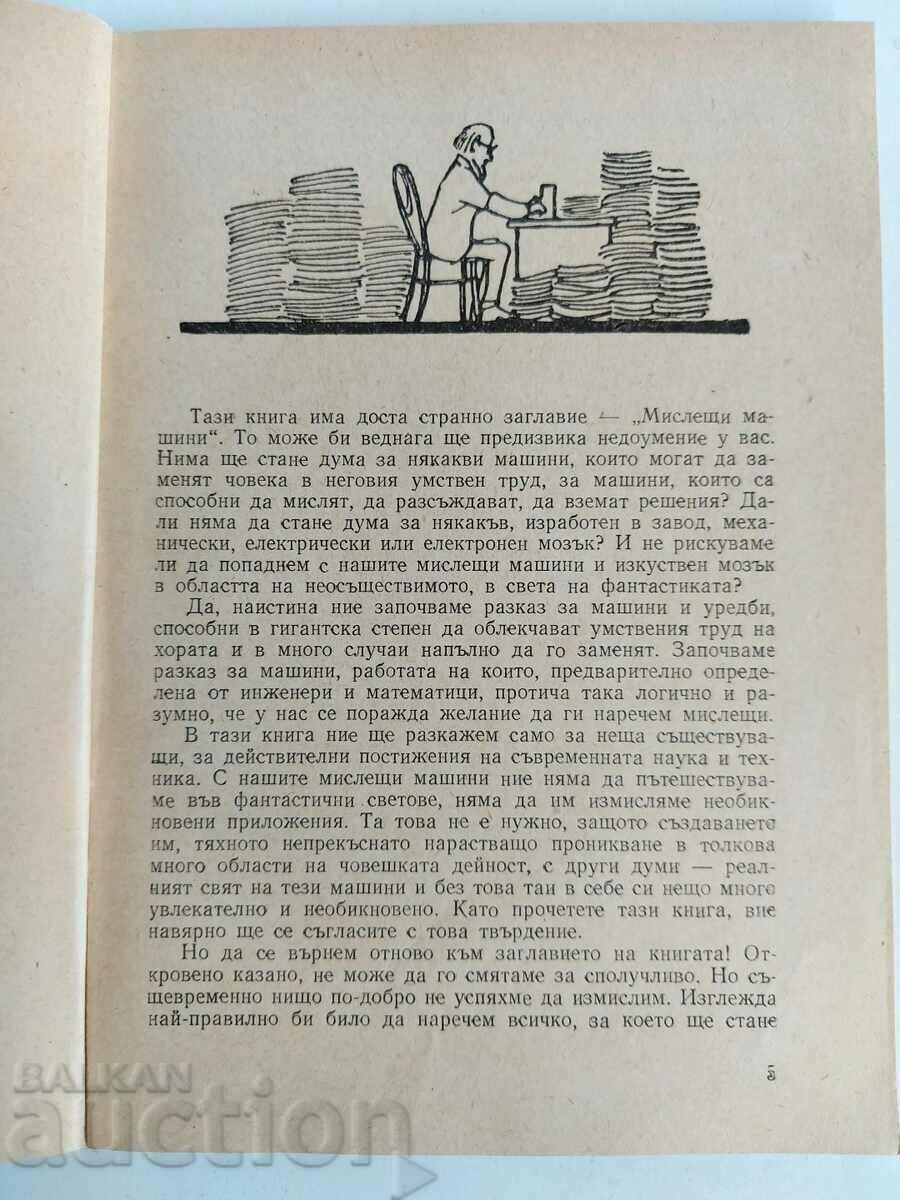 Тази книга има доста странно заглавие — „Мислещи ма-
шини“. То може би веднага ще предизвика недоумение у вас.
Нима ще стане дума за някакви машини, които могат да за-
менят човека в неговия умствен труд, за машини, които са
способни да мислят, да разсъждават, да вземат решения? Да-
ли няма да стане дума за някакъв, изработен в завод, меха-
нически, електрически или електронен мозък? И не рискуваме
ли да попаднем с нашите мислещи машини и изкуствен мозък
в областта на неосъществимото, в света на фантастиката?
Да, наистина ние започваме разказ за машини и уредби,
способни в гигантска степен да облекчават умствения труд на
хората и в много случаи напълно да го заменят. Започваме
разказ за машини, работата на които, предварително опреде-
лена от инженери и математици, протича така логично и ра-
зумно, че у нас се поражда желание да ги наречем мислещи.
В тази книга ние ще разкажем само за неща съществува-
щи, за действителни постижения на съвременната наука и тех-
ника. С нашите мислещи машини ние няма да пътешествува-
ме във фантастични светове, няма да им измисляме необик-
новени приложения. Та това не е нужно, защото създаването
им, тяхното непрекъснато нарастващо проникване в толкова
много области на човешката дейност, с други думи — реал-
ният свят на тези машини и без това таи в себе си нещо много
увлекателно и необикновено. Като прочетете тази книга, вие
навярно ще се съгласите с това твърдение.
Но да се върнем отново към заглавието на книгата! От-
кровено казано, не може да го смятаме за сполучливо. Но съ-
щевременно нищо по-добро не успяхме да измислим. Изглежда
най-правилно би било да наречем всичко, за което ще стане
5
BALKAN
auction